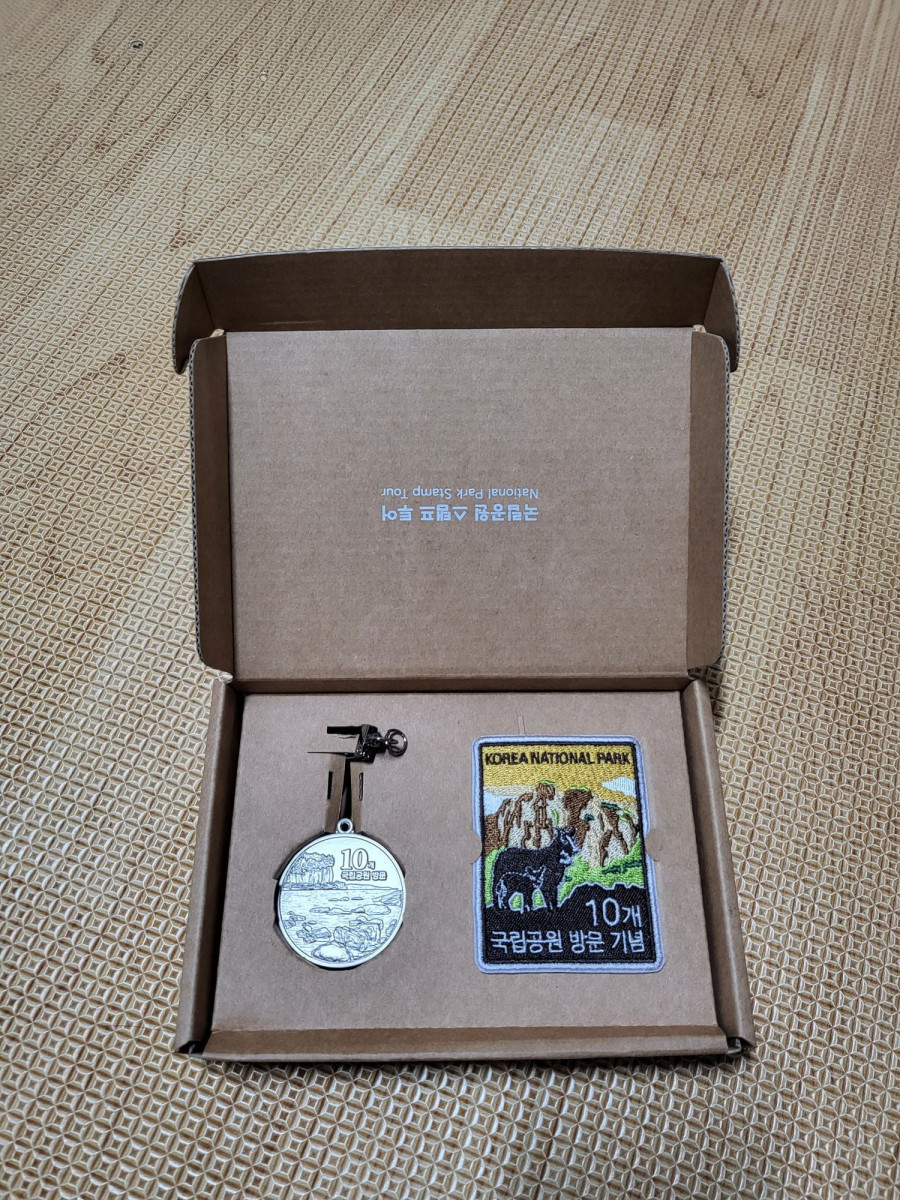 국립공원 스탬프 투어
National Park Stamp Tour
10개
국립공원 방문
KOREA NATIONAL PARK
10개
국립공원 방문 기념